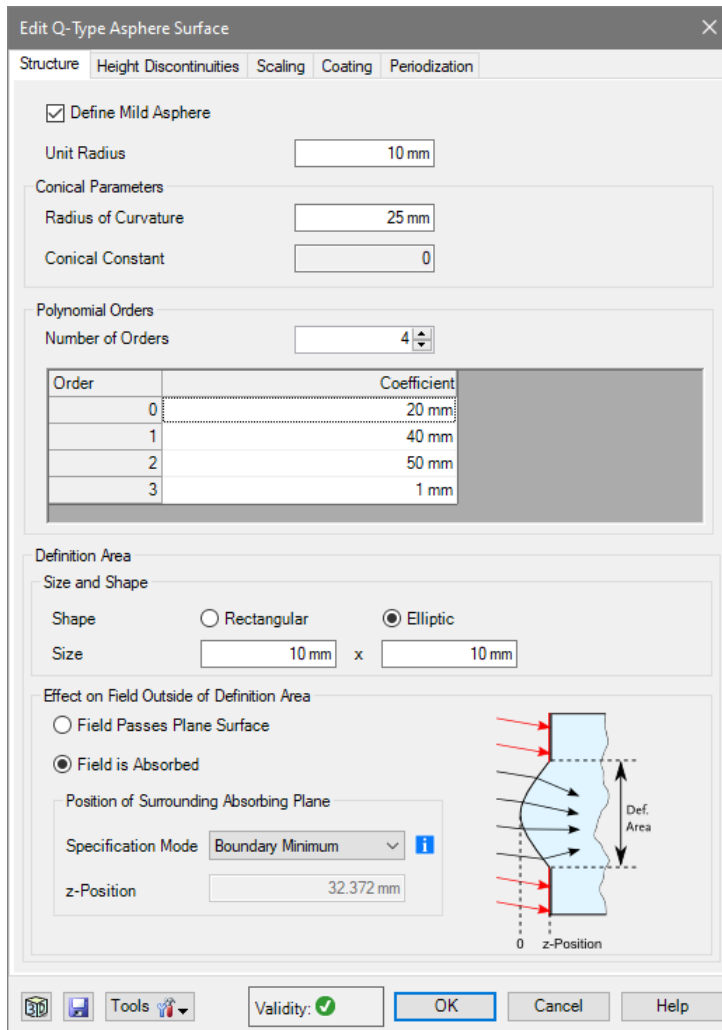 Edit Q-Type Asphere Surface
Structure Height Discontinuities Scaling Coating Periodization
Define Mild Asphere
Unit Radius 10 mm
Conical Parameters
Radius of Curvature 25 mm
Conical Constant 0
Polynomial Orders
Number of Orders 4
Order Coefficient
0 20 mm
1 40 mm
2 50 mm
3 1 mm
Definition Area
Size and Shape
Shape Rectangular Elliptic
Size 10 mm x 10 mm
Effect on Field Outside of Definition Area
Field Passes Plane Surface
Field is Absorbed
Position of Surrounding Absorbing Plane
Specification Mode Boundary Minimum i
z-Position 32.372 mm
Def.
Area
0 z-Position
3D Tools Validity: OK Cancel Help